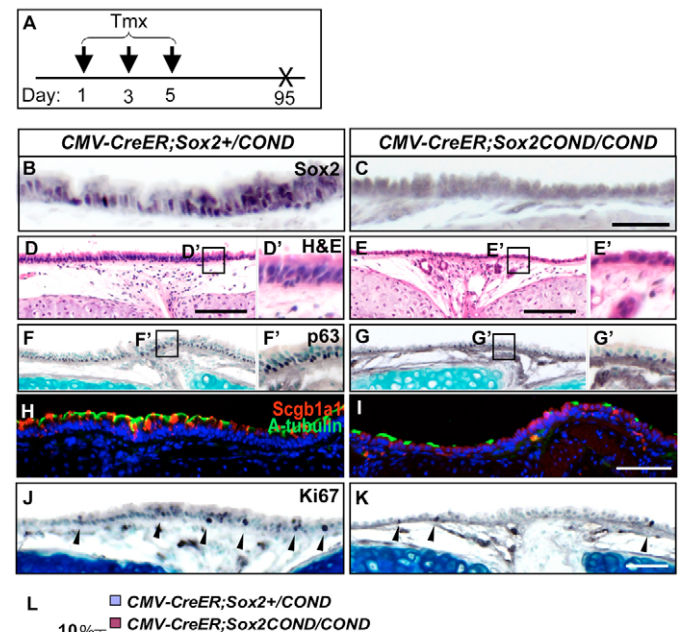 A
Tmx
Day: 1 3 5 95
CMV-CreER;Sox2+/COND CMV-CreER;Sox2COND/COND
B Sox2 C
D D' D' H&E E E' E'
F F' F' p63 G G' G'
H Scgb1a1 I
A-tubulin
J Ki67 K
L CMV-CreER;Sox2+/COND
10%
CMV-CreER;Sox2COND/COND